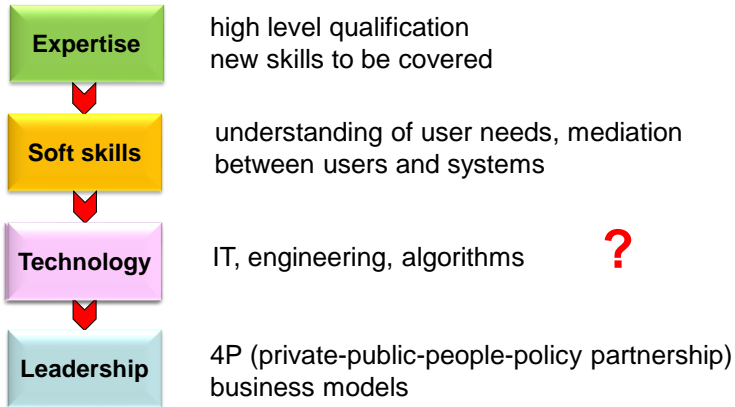 Expertise
high level qualification
new skills to be covered
Soft skills
understanding of user needs, mediation
between users and systems
Technology
IT, engineering, algorithms
?
Leadership
4P (private-public-people-policy partnership)
business models